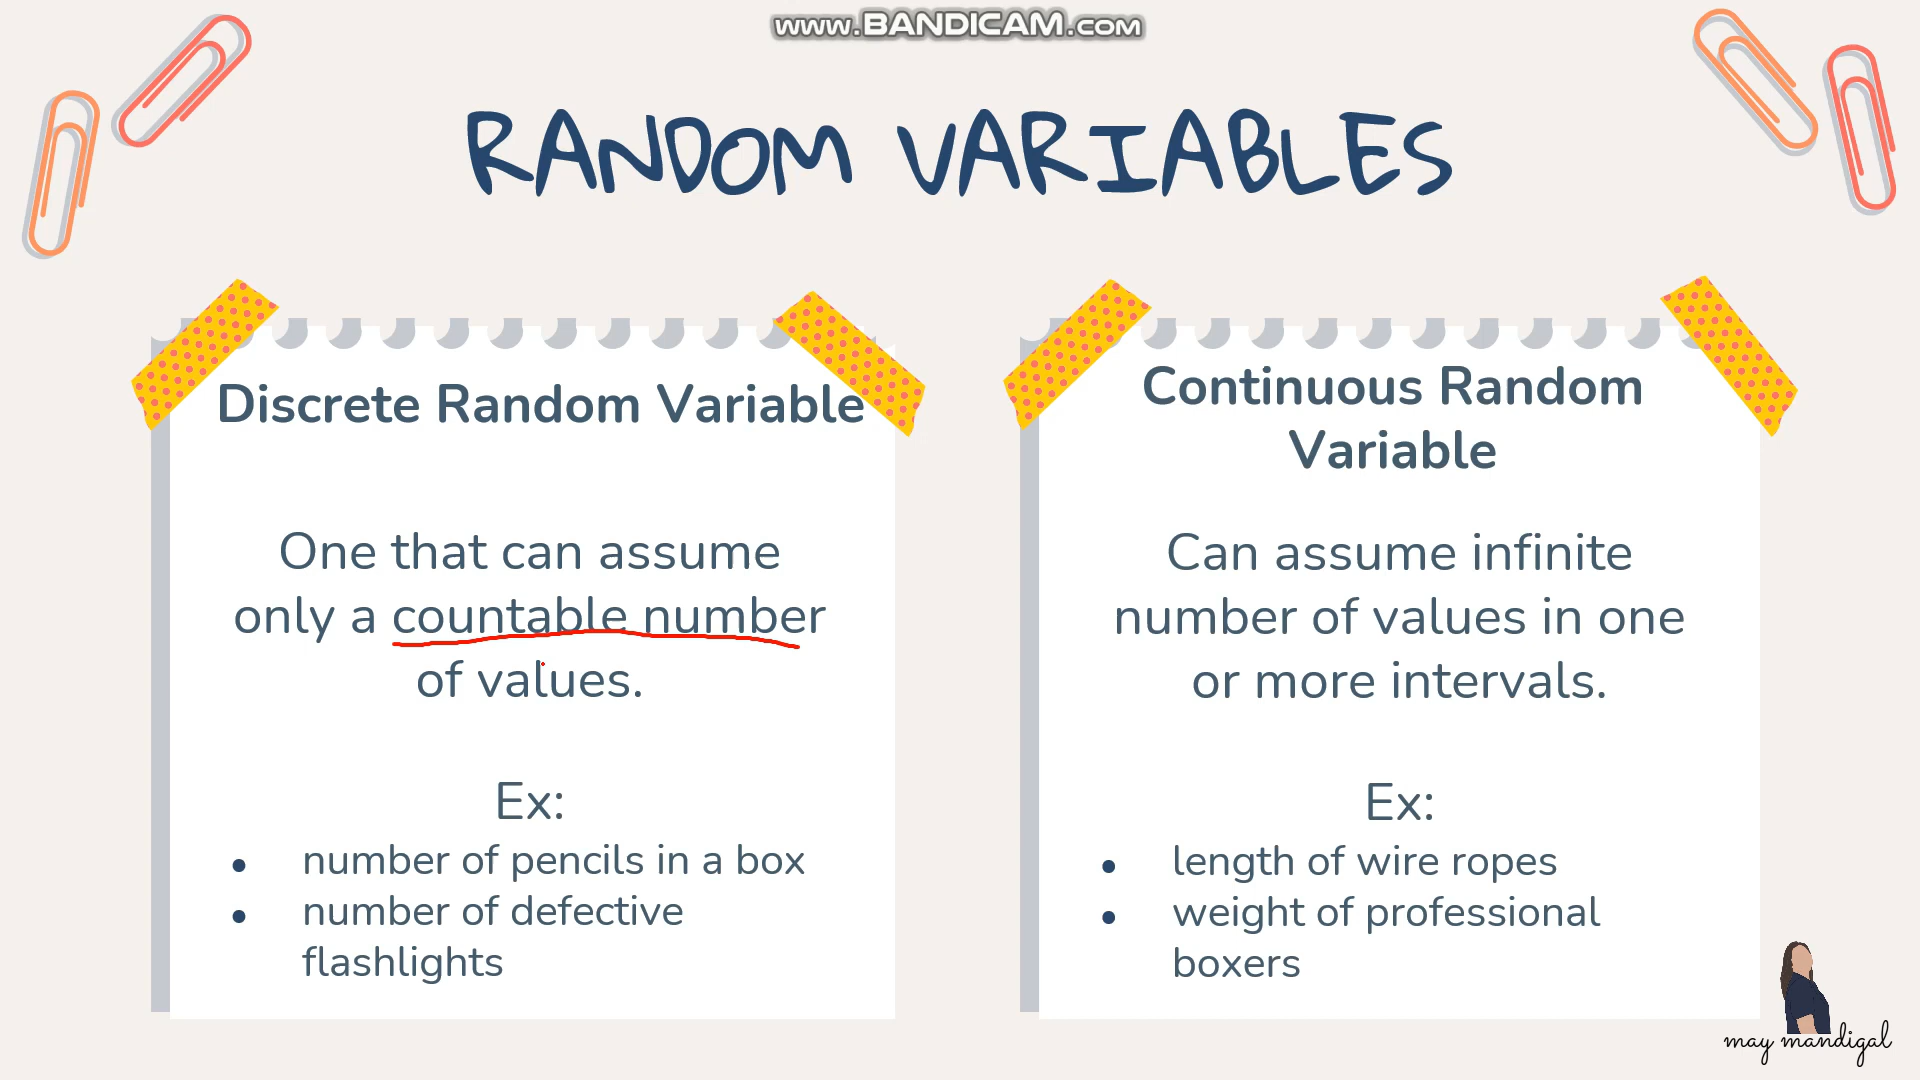 www.BANDICAM.com
RANDOM VARIABLES
Discrete Random Variable
One that can assume
only a countable number
of values.
Ex:
• number of pencils in a box
• number of defective
flashlights
Continuous Random
Variable
Can assume infinite
number of values in one
or more intervals.
Ex:
• length of wire ropes
• weight of professional
boxers
may mandigal